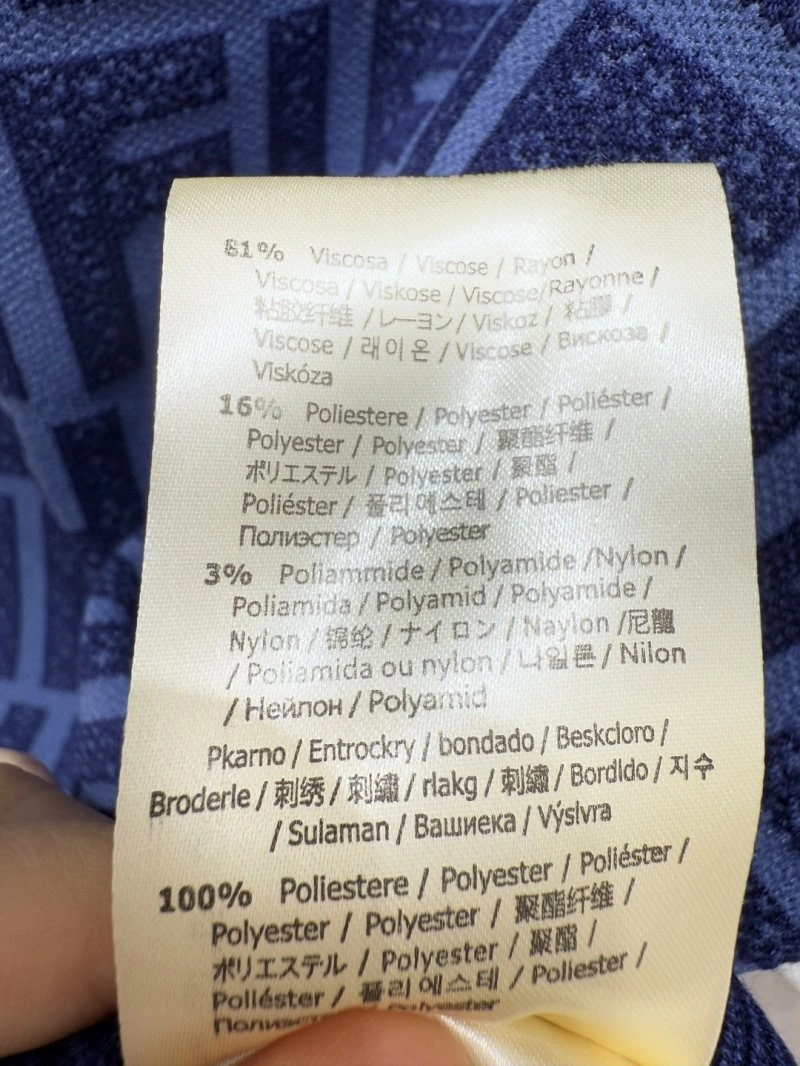 81% Viscosa / Viscose / Rayon /
Viscosa / Viskose / Viscose/Rayonne /
粘胶纤维 /レーヨン/ Viskoz / 粘膠 /
Viscose / 래이온 / Viscose / Вискоза /
Viskóza
16% Poliestere / Polyester / Poliéster /
Polyester / Polyester / 聚酯纤维 /
ポリエステル / Polyester / 聚酯 /
Poliéster / 폴리에스테 / Poliester /
Полиэстер / Polyester
3% Poliammide / Polyamide /Nylon /
Poliamida / Polyamid / Polyamide /
Nylon / 锦纶 / ナイロン / Naylon /尼龍
/ Poliamida ou nylon / 나일론 / Nilon
/ Нейлон / Polyamid
Pkarno / Entrockry / bondado / Beskcloro /
Broderle / 刺绣 / 刺繡 / rlakg / 刺繡 / Bordldo / 지수
/ Sulaman / Вашиека / Výslvra
100% Poliestere / Polyester / Poliéster /
Polyester / Polyester / 聚酯纤维 /
ポリエステル / Polyester / 聚酯 /
Poliéster / 폴리에스테 / Poliester /
Polyester